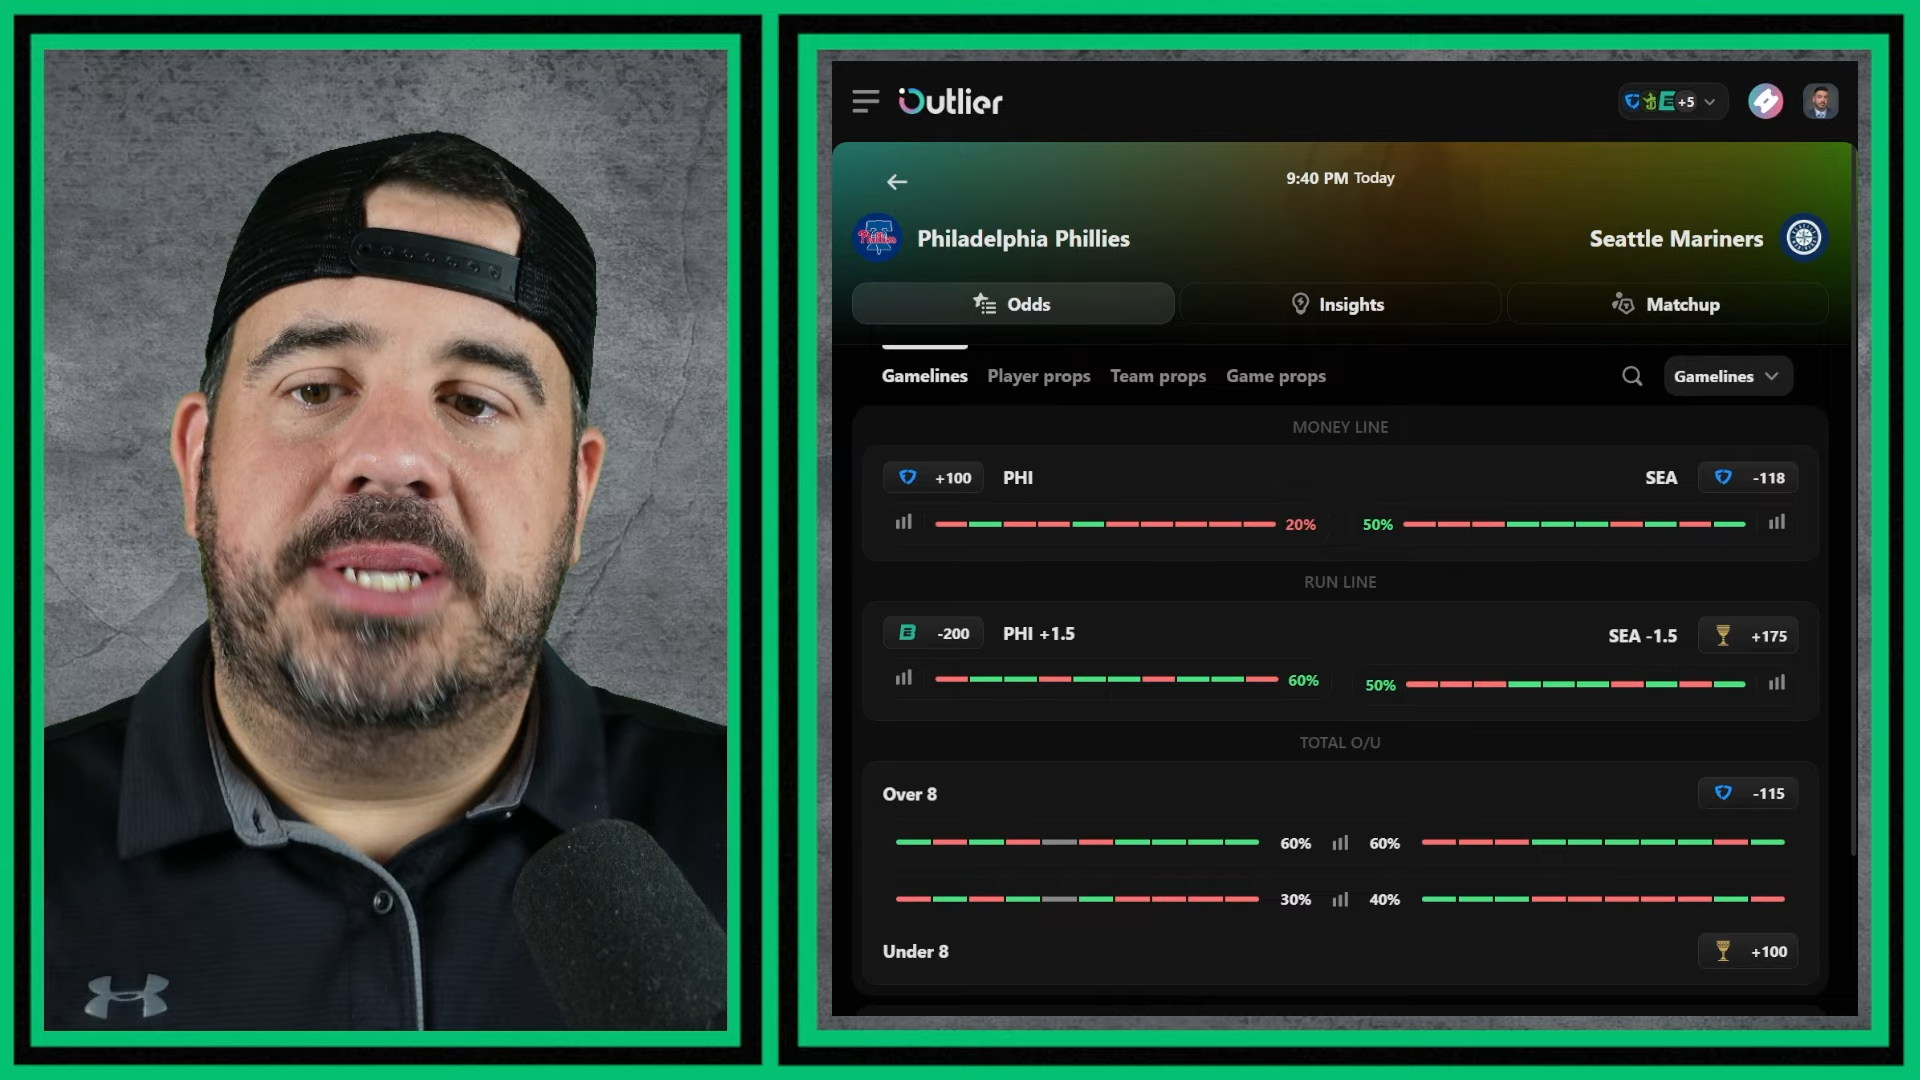 Outlier
+5
9:40 PM Today
Phillies
Philadelphia Phillies
Seattle Mariners
Odds
Insights
Matchup
Gamelines
Player props
Team props
Game props
Gamelines
MONEY LINE
+100 PHI
SEA -118
20%
50%
RUN LINE
-200 PHI +1.5
SEA -1.5 +175
60%
50%
TOTAL O/U
Over 8
-115
60% 60%
30% 40%
Under 8
+100